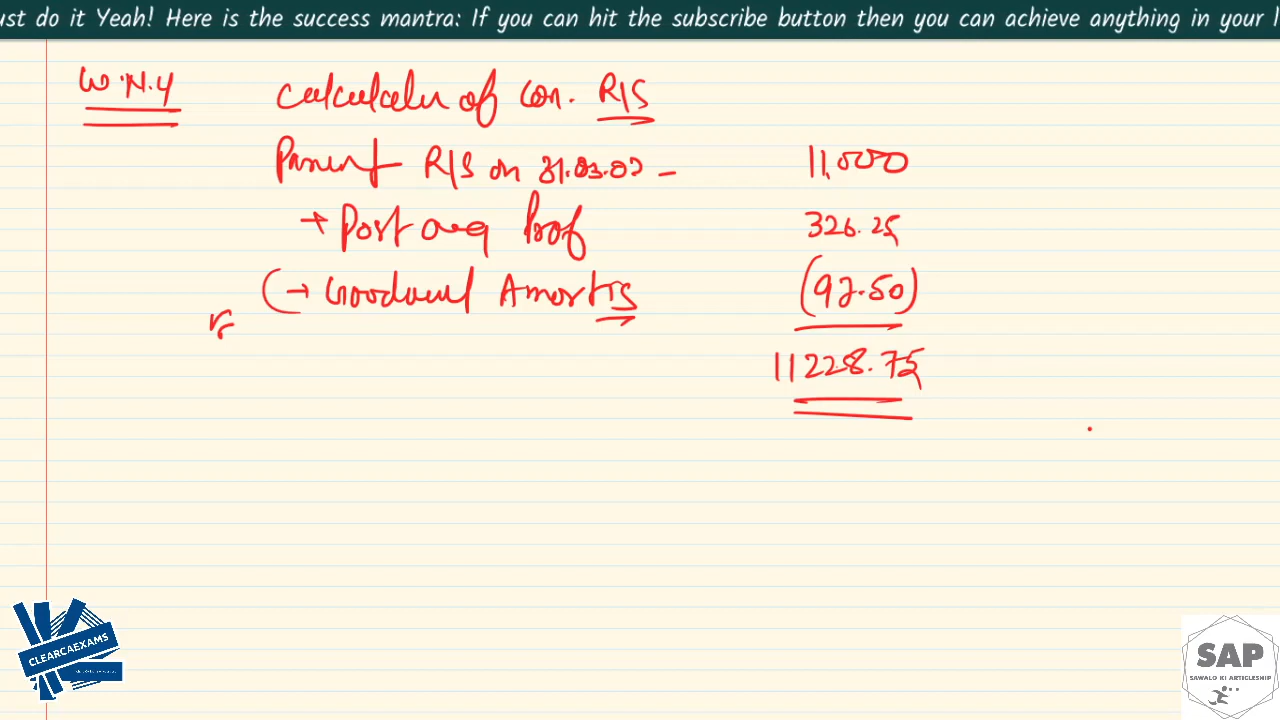 ust do it Yeah! Here is the success mantra: If you can hit the subscribe button then you can achieve anything in your l
W.N.4
Calculation of Con. R/S
Parent R/S on 31.03.07 - 11,000
+ Post acq Prof 326.25
(-) Goodwill Amortis (97.50)
11228.75
CLEARCAEXAMS
SAP
SAWALO KI ARTICLESHIP